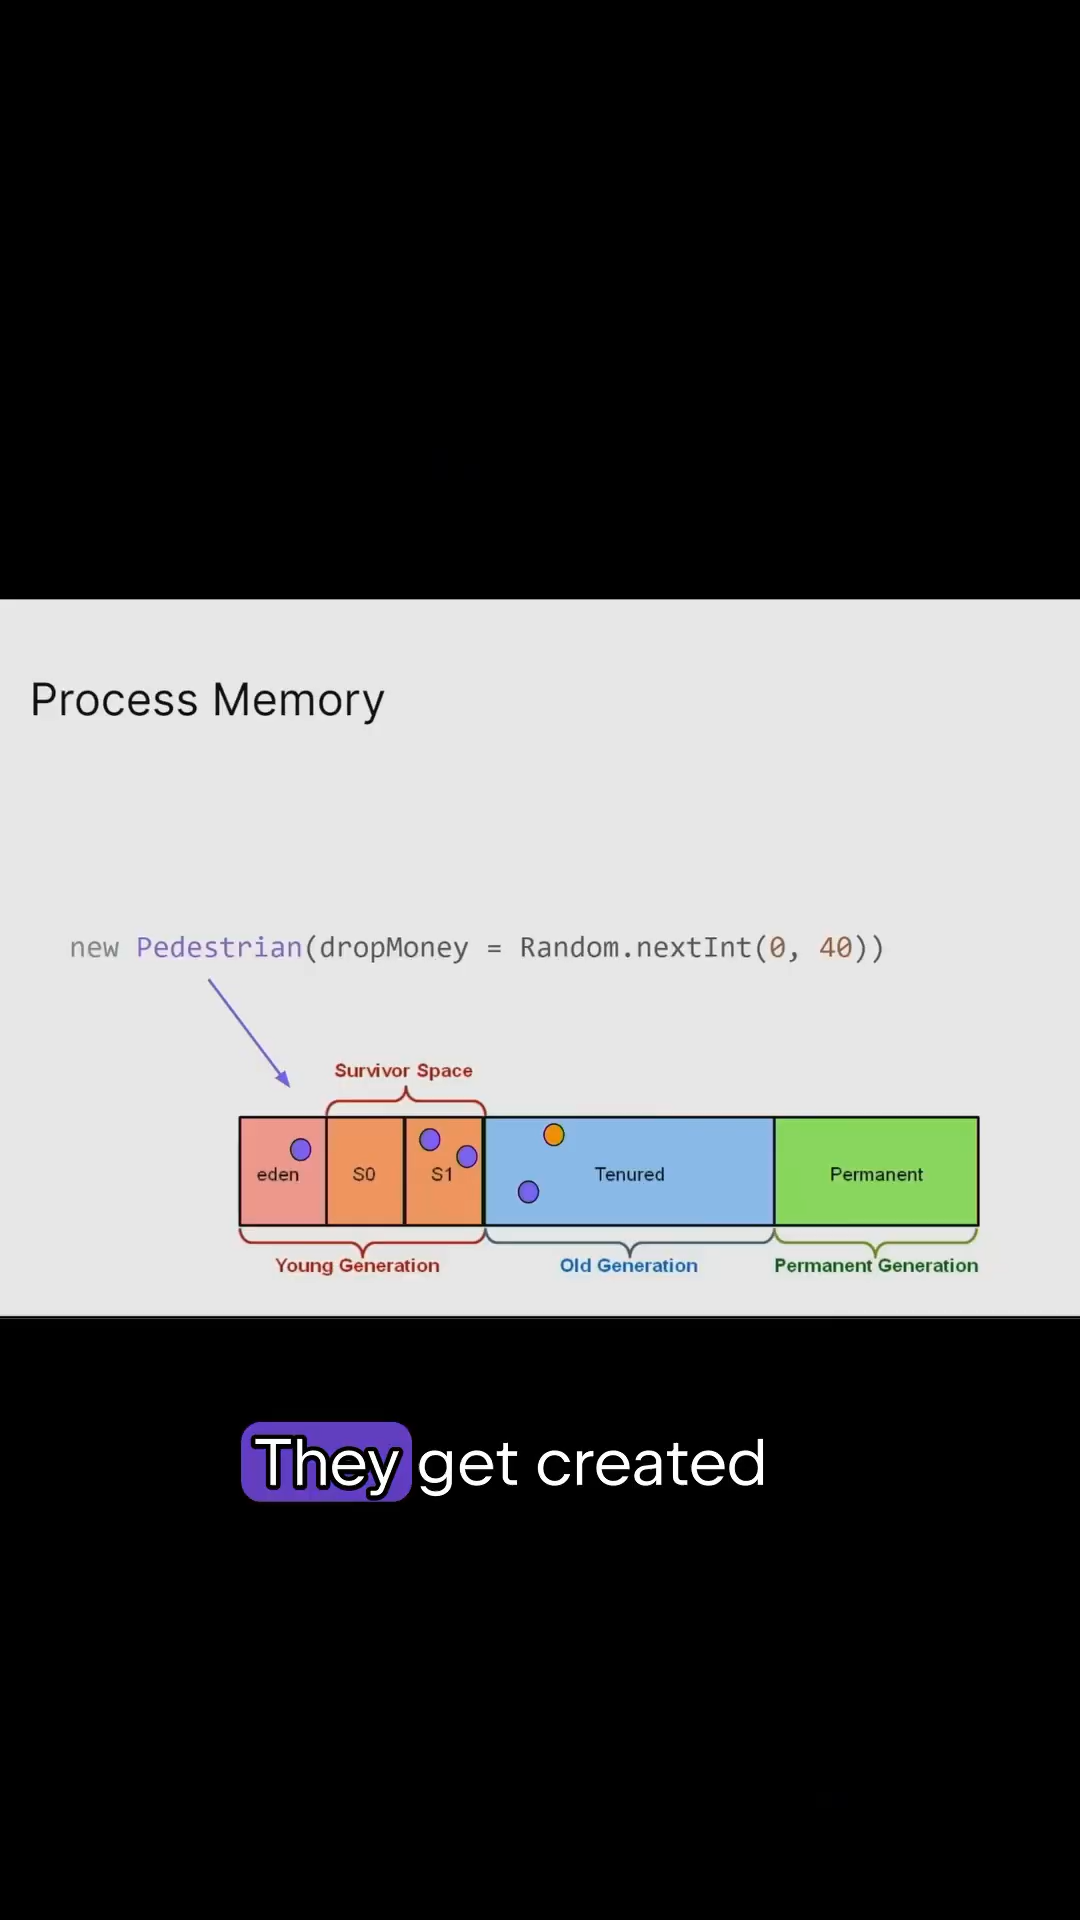 Process Memory
new Pedestrian(dropMoney = Random.nextInt(0, 40))
Survivor Space
eden S0 S1 Tenured Permanent
Young Generation Old Generation Permanent Generation
They get created